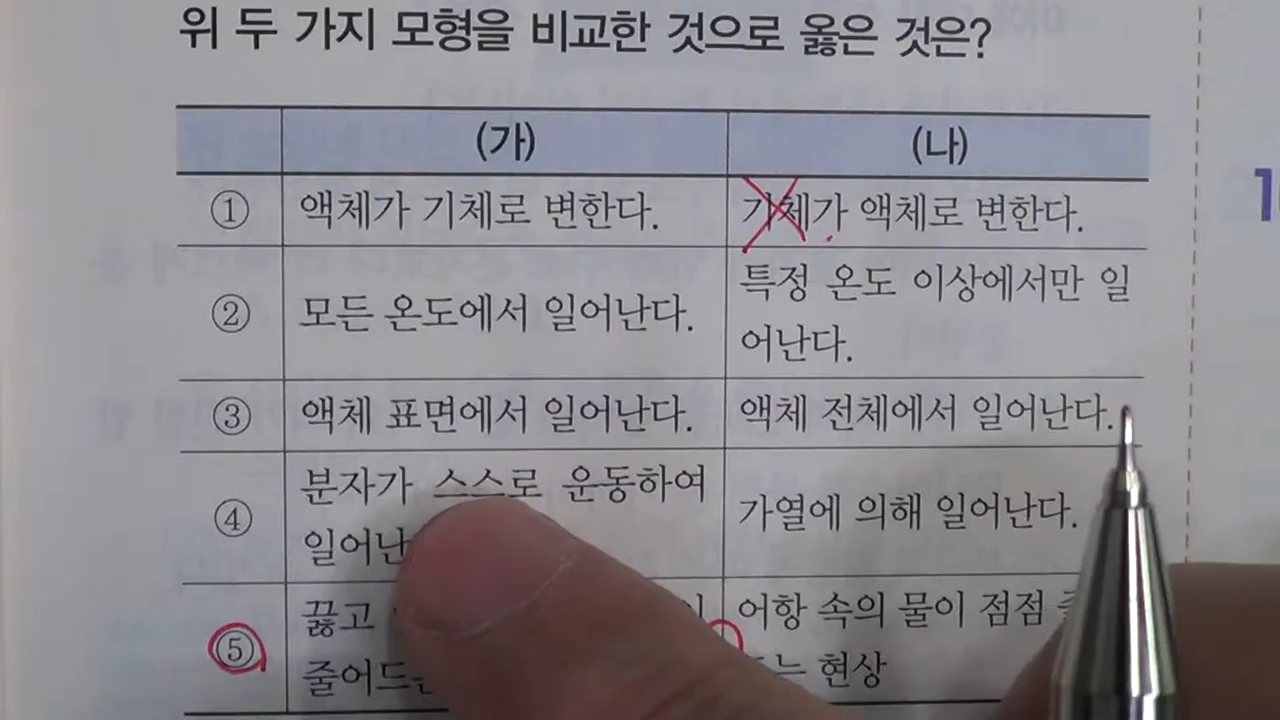 위 두 가지 모형을 비교한 것으로 옳은 것은?
(가) (나)
① 액체가 기체로 변한다. 기체가 액체로 변한다.
② 모든 온도에서 일어난다. 특정 온도 이상에서만 일
어난다.
③ 액체 표면에서 일어난다. 액체 전체에서 일어난다.
④ 분자가 스스로 운동하여 가열에 의해 일어난다.
일어난
⑤ 끓고 어항 속의 물이 점점
줄어드는 현상
1